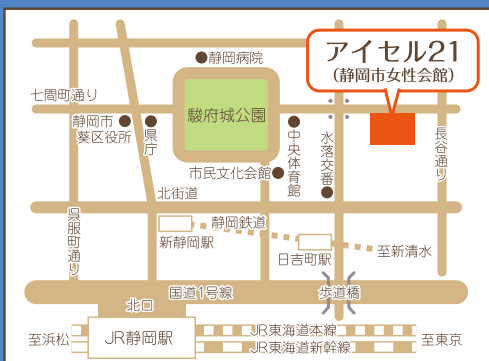 アイセル21
（静岡市女性会館）
静岡病院
七間町通り
駿府城公園
静岡市
葵区役所
県庁
中央体育館
水落交番
長谷通り
市民文化会館
北街道
呉服町通り
静岡鉄道
新静岡駅
日吉町駅
至新清水
国道1号線
歩道橋
北口
至浜松
JR静岡駅
JR東海道本線
JR東海道新幹線
至東京